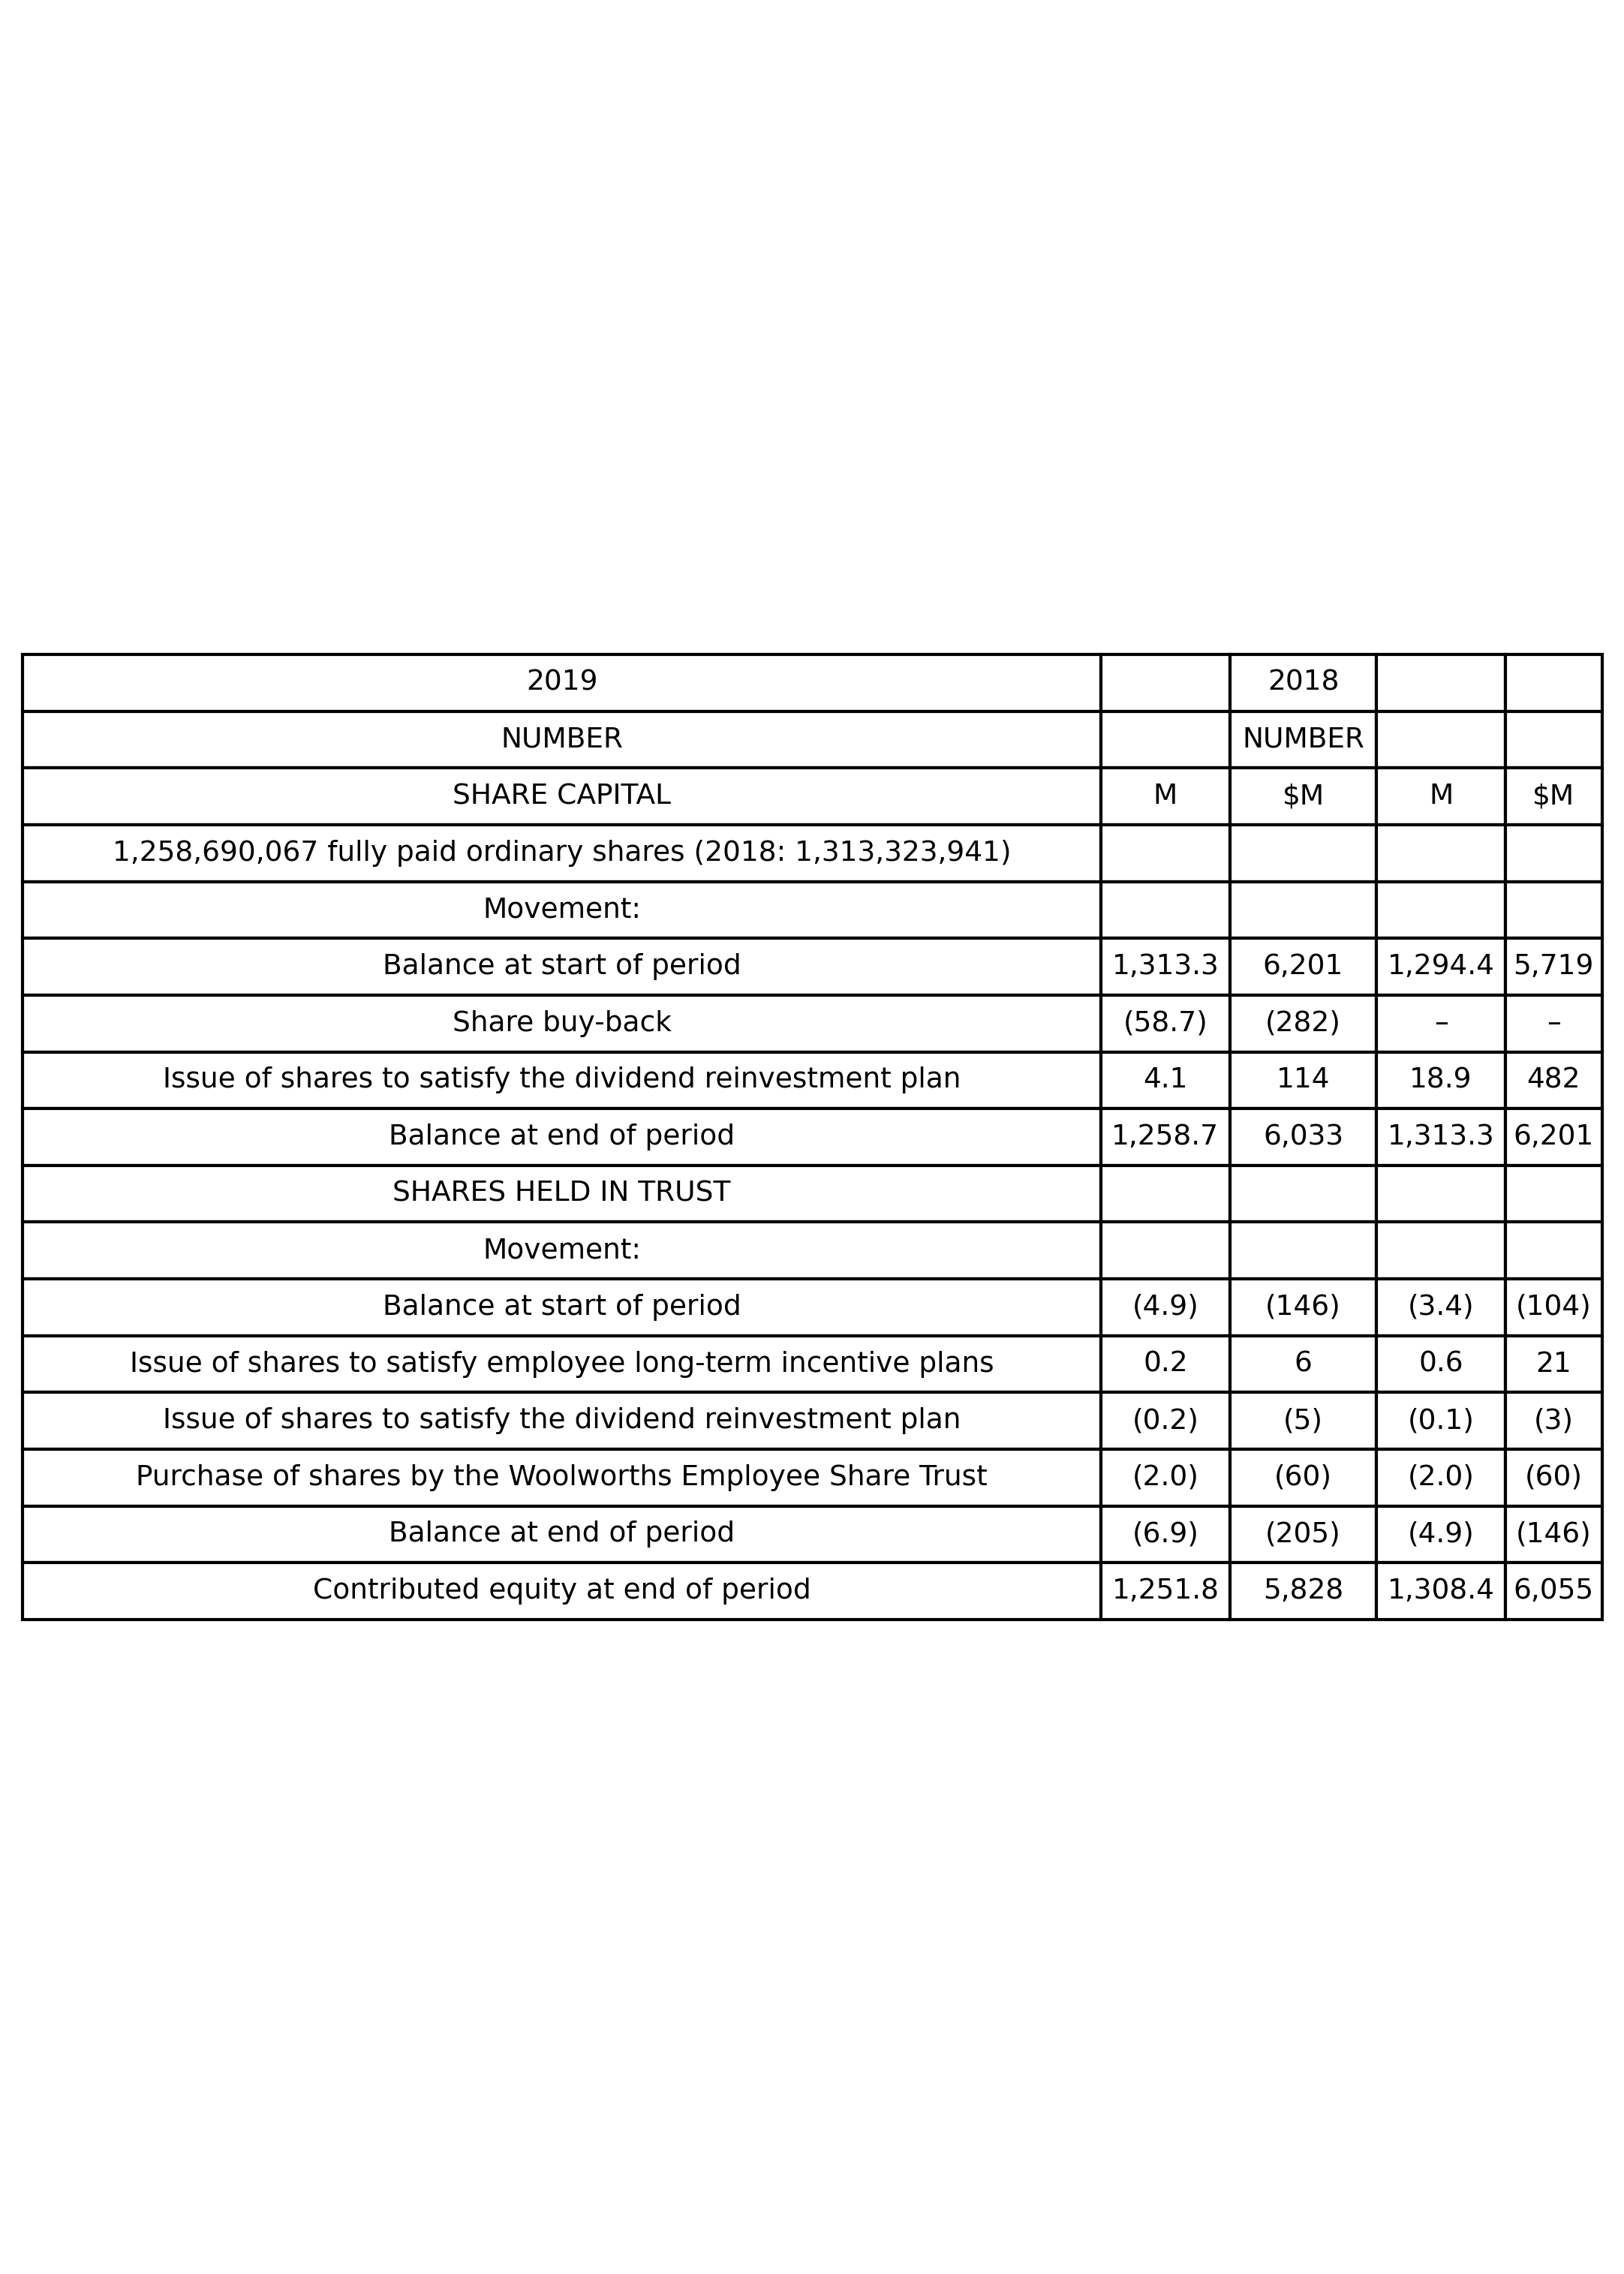 2019 2018
NUMBER NUMBER
SHARE CAPITAL M $M M $M
1,258,690,067 fully paid ordinary shares (2018: 1,313,323,941)
Movement:
Balance at start of period 1,313.3 6,201 1,294.4 5,719
Share buy-back (58.7) (282) – –
Issue of shares to satisfy the dividend reinvestment plan 4.1 114 18.9 482
Balance at end of period 1,258.7 6,033 1,313.3 6,201
SHARES HELD IN TRUST
Movement:
Balance at start of period (4.9) (146) (3.4) (104)
Issue of shares to satisfy employee long-term incentive plans 0.2 6 0.6 21
Issue of shares to satisfy the dividend reinvestment plan (0.2) (5) (0.1) (3)
Purchase of shares by the Woolworths Employee Share Trust (2.0) (60) (2.0) (60)
Balance at end of period (6.9) (205) (4.9) (146)
Contributed equity at end of period 1,251.8 5,828 1,308.4 6,055